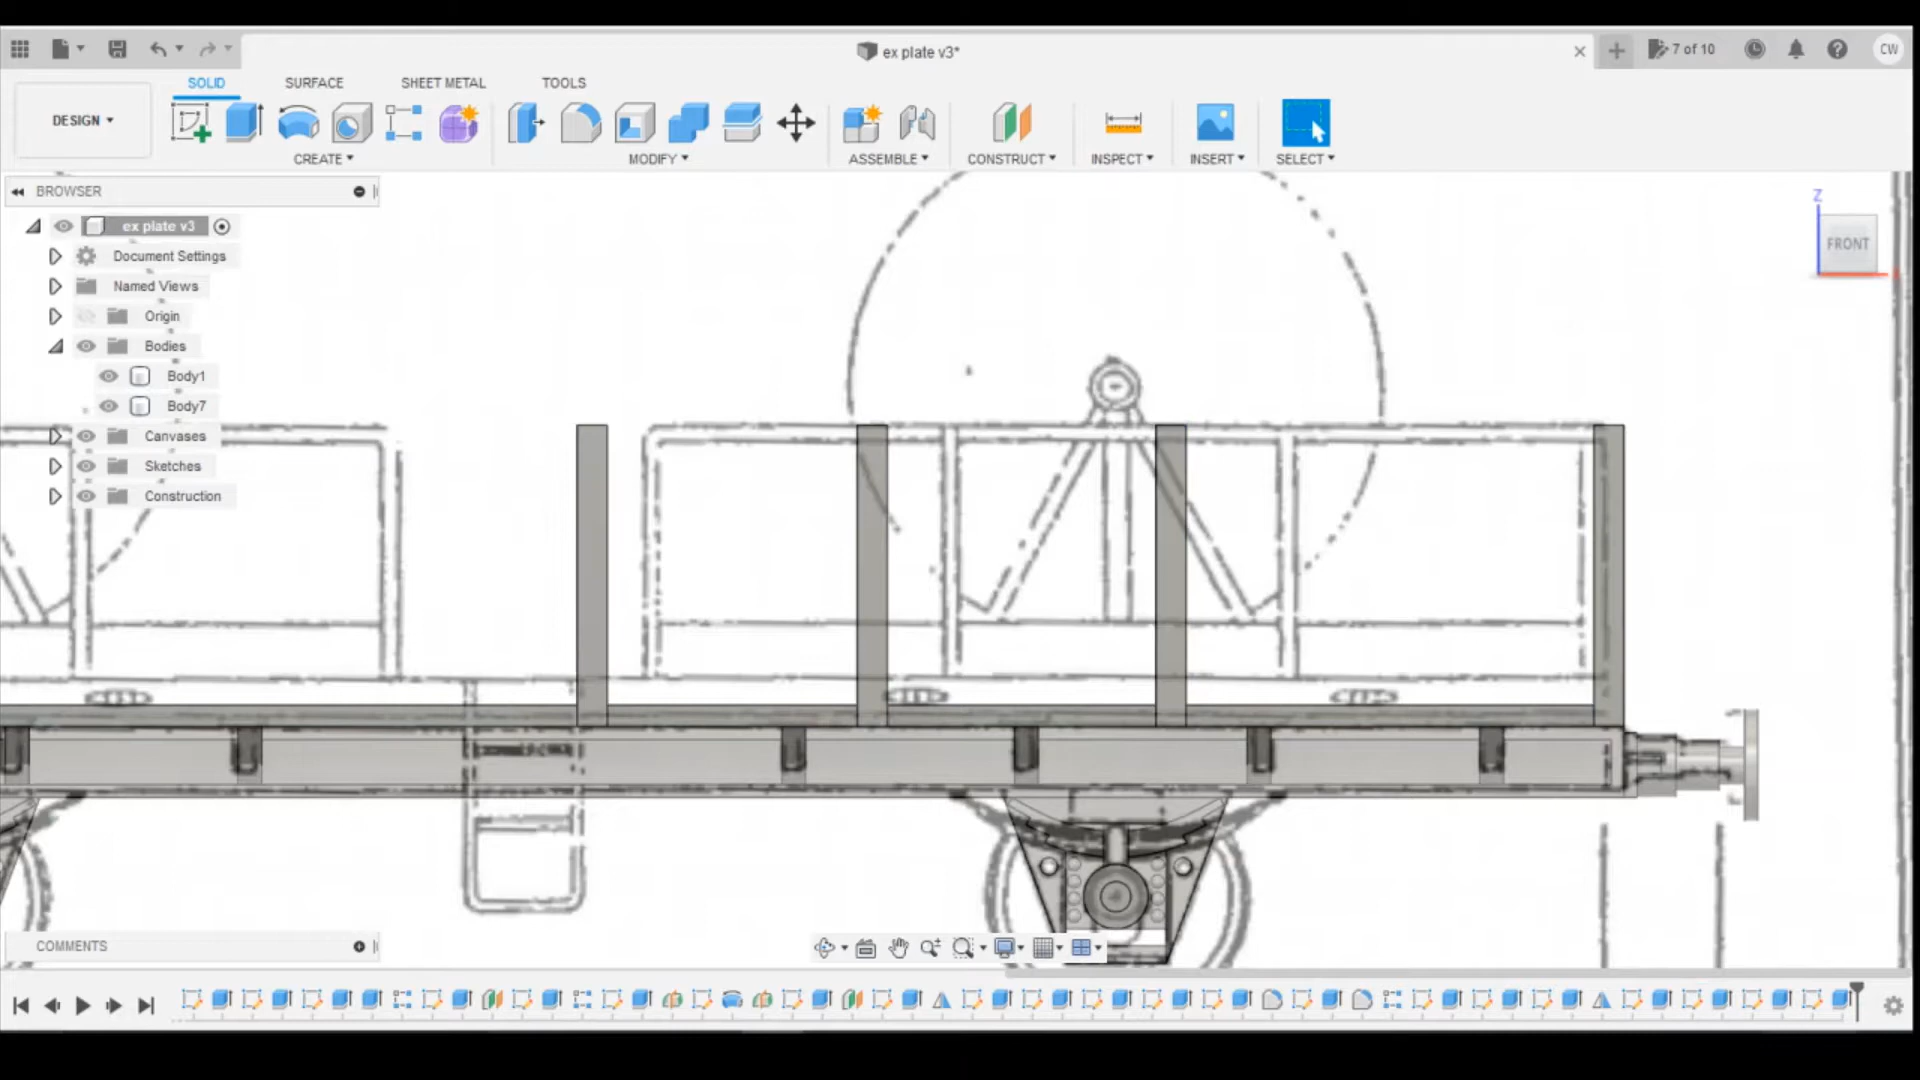 ex plate v3*
7 of 10
CW
SOLID
SURFACE
SHEET METAL
TOOLS
DESIGN
CREATE
MODIFY
ASSEMBLE
CONSTRUCT
INSPECT
INSERT
SELECT
BROWSER
ex plate v3
Document Settings
Named Views
Origin
Bodies
Body1
Body7
Canvases
Sketches
Construction
Z
FRONT
COMMENTS